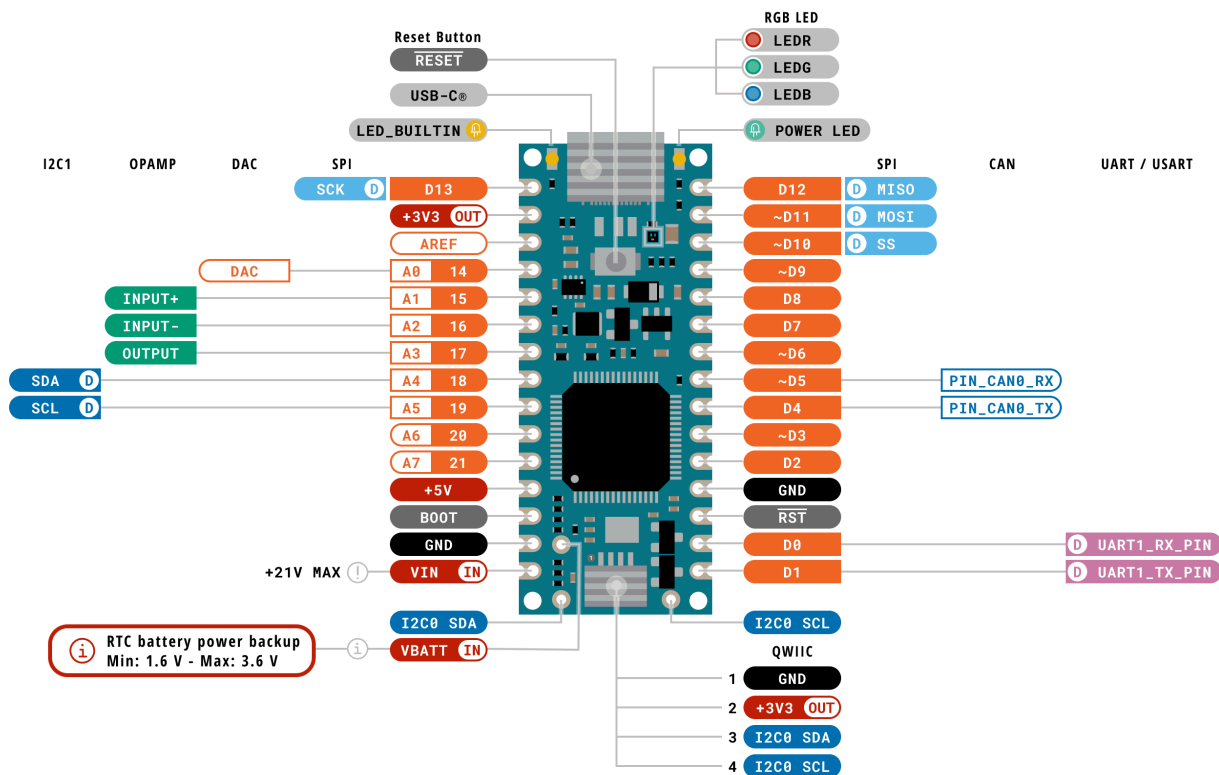 RGB LED
Reset Button
RESET
LEDR
LEDG
USB-C®
LEDB
LED_BUILTIN
POWER LED
I2C1 OPAMP DAC SPI SPI CAN UART / USART
SCK D D13 D12 D MISO
+3V3 OUT ~D11 D MOSI
AREF ~D10 D SS
DAC A0 14 ~D9
INPUT+ A1 15 D8
INPUT- A2 16 D7
OUTPUT A3 17 ~D6
SDA D A4 18 ~D5 PIN_CAN0_RX
SCL D A5 19 D4 PIN_CAN0_TX
A6 20 ~D3
A7 21 D2
+5V GND
BOOT RST
GND D0 D UART1_RX_PIN
+21V MAX ! VIN IN 1 D1 D UART1_TX_PIN
I2C0 SDA I2C0 SCL
i RTC battery power backup
Min: 1.6 V - Max: 3.6 V
i VBATT IN
QWIIC
1 GND
2 +3V3 OUT
3 I2C0 SDA
4 I2C0 SCL